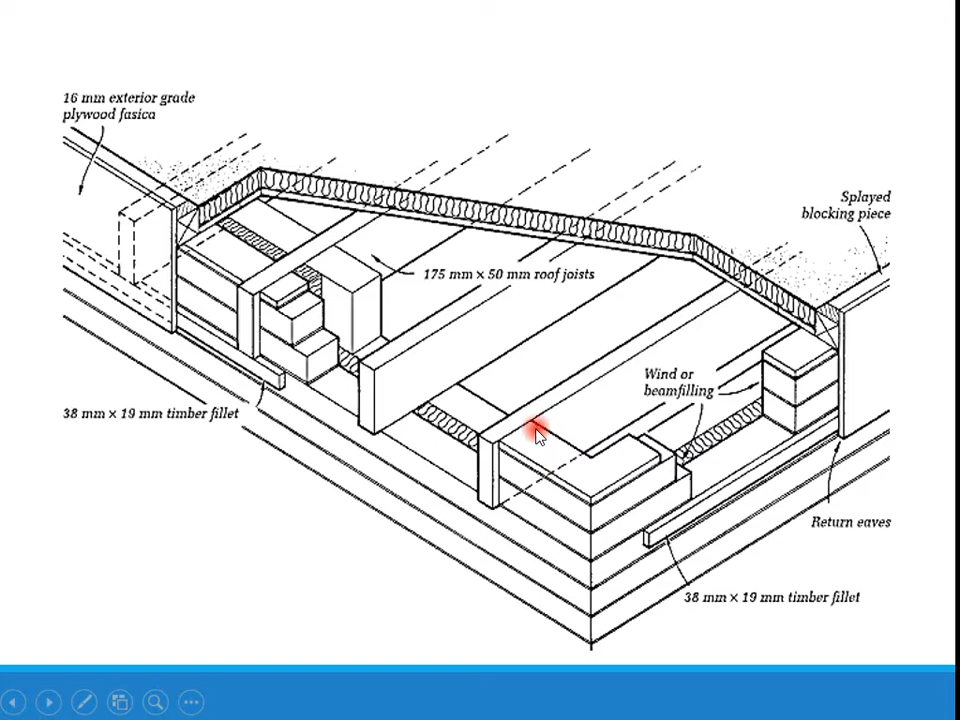 16 mm exterior grade
plywood fasica
Splayed
blocking piece
175 mm × 50 mm roof joists
Wind or
beamfilling
38 mm × 19 mm timber fillet
Return eaves
38 mm × 19 mm timber fillet